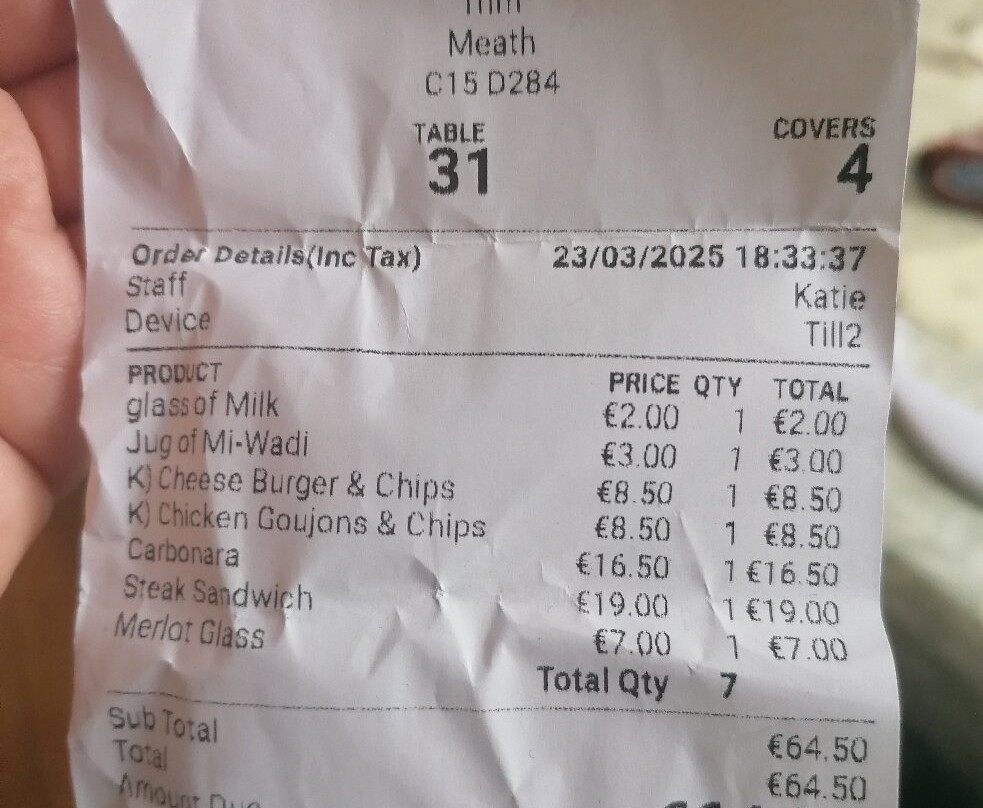 Meath
C15 D284
TABLE COVERS
31 4
Order Details(Inc Tax) 23/03/2025 18:33:37
Staff Katie
Device Till2
PRODUCT PRICE QTY TOTAL
glass of Milk €2.00 1 €2.00
Jug of Mi-Wadi €3.00 1 €3.00
K) Cheese Burger & Chips €8.50 1 €8.50
K) Chicken Goujons & Chips €8.50 1 €8.50
Carbonara €16.50 1 €16.50
Steak Sandwich €19.00 1 €19.00
Merlot Glass €7.00 1 €7.00
Total Qty 7
Sub Total €64.50
Total €64.50
Amount